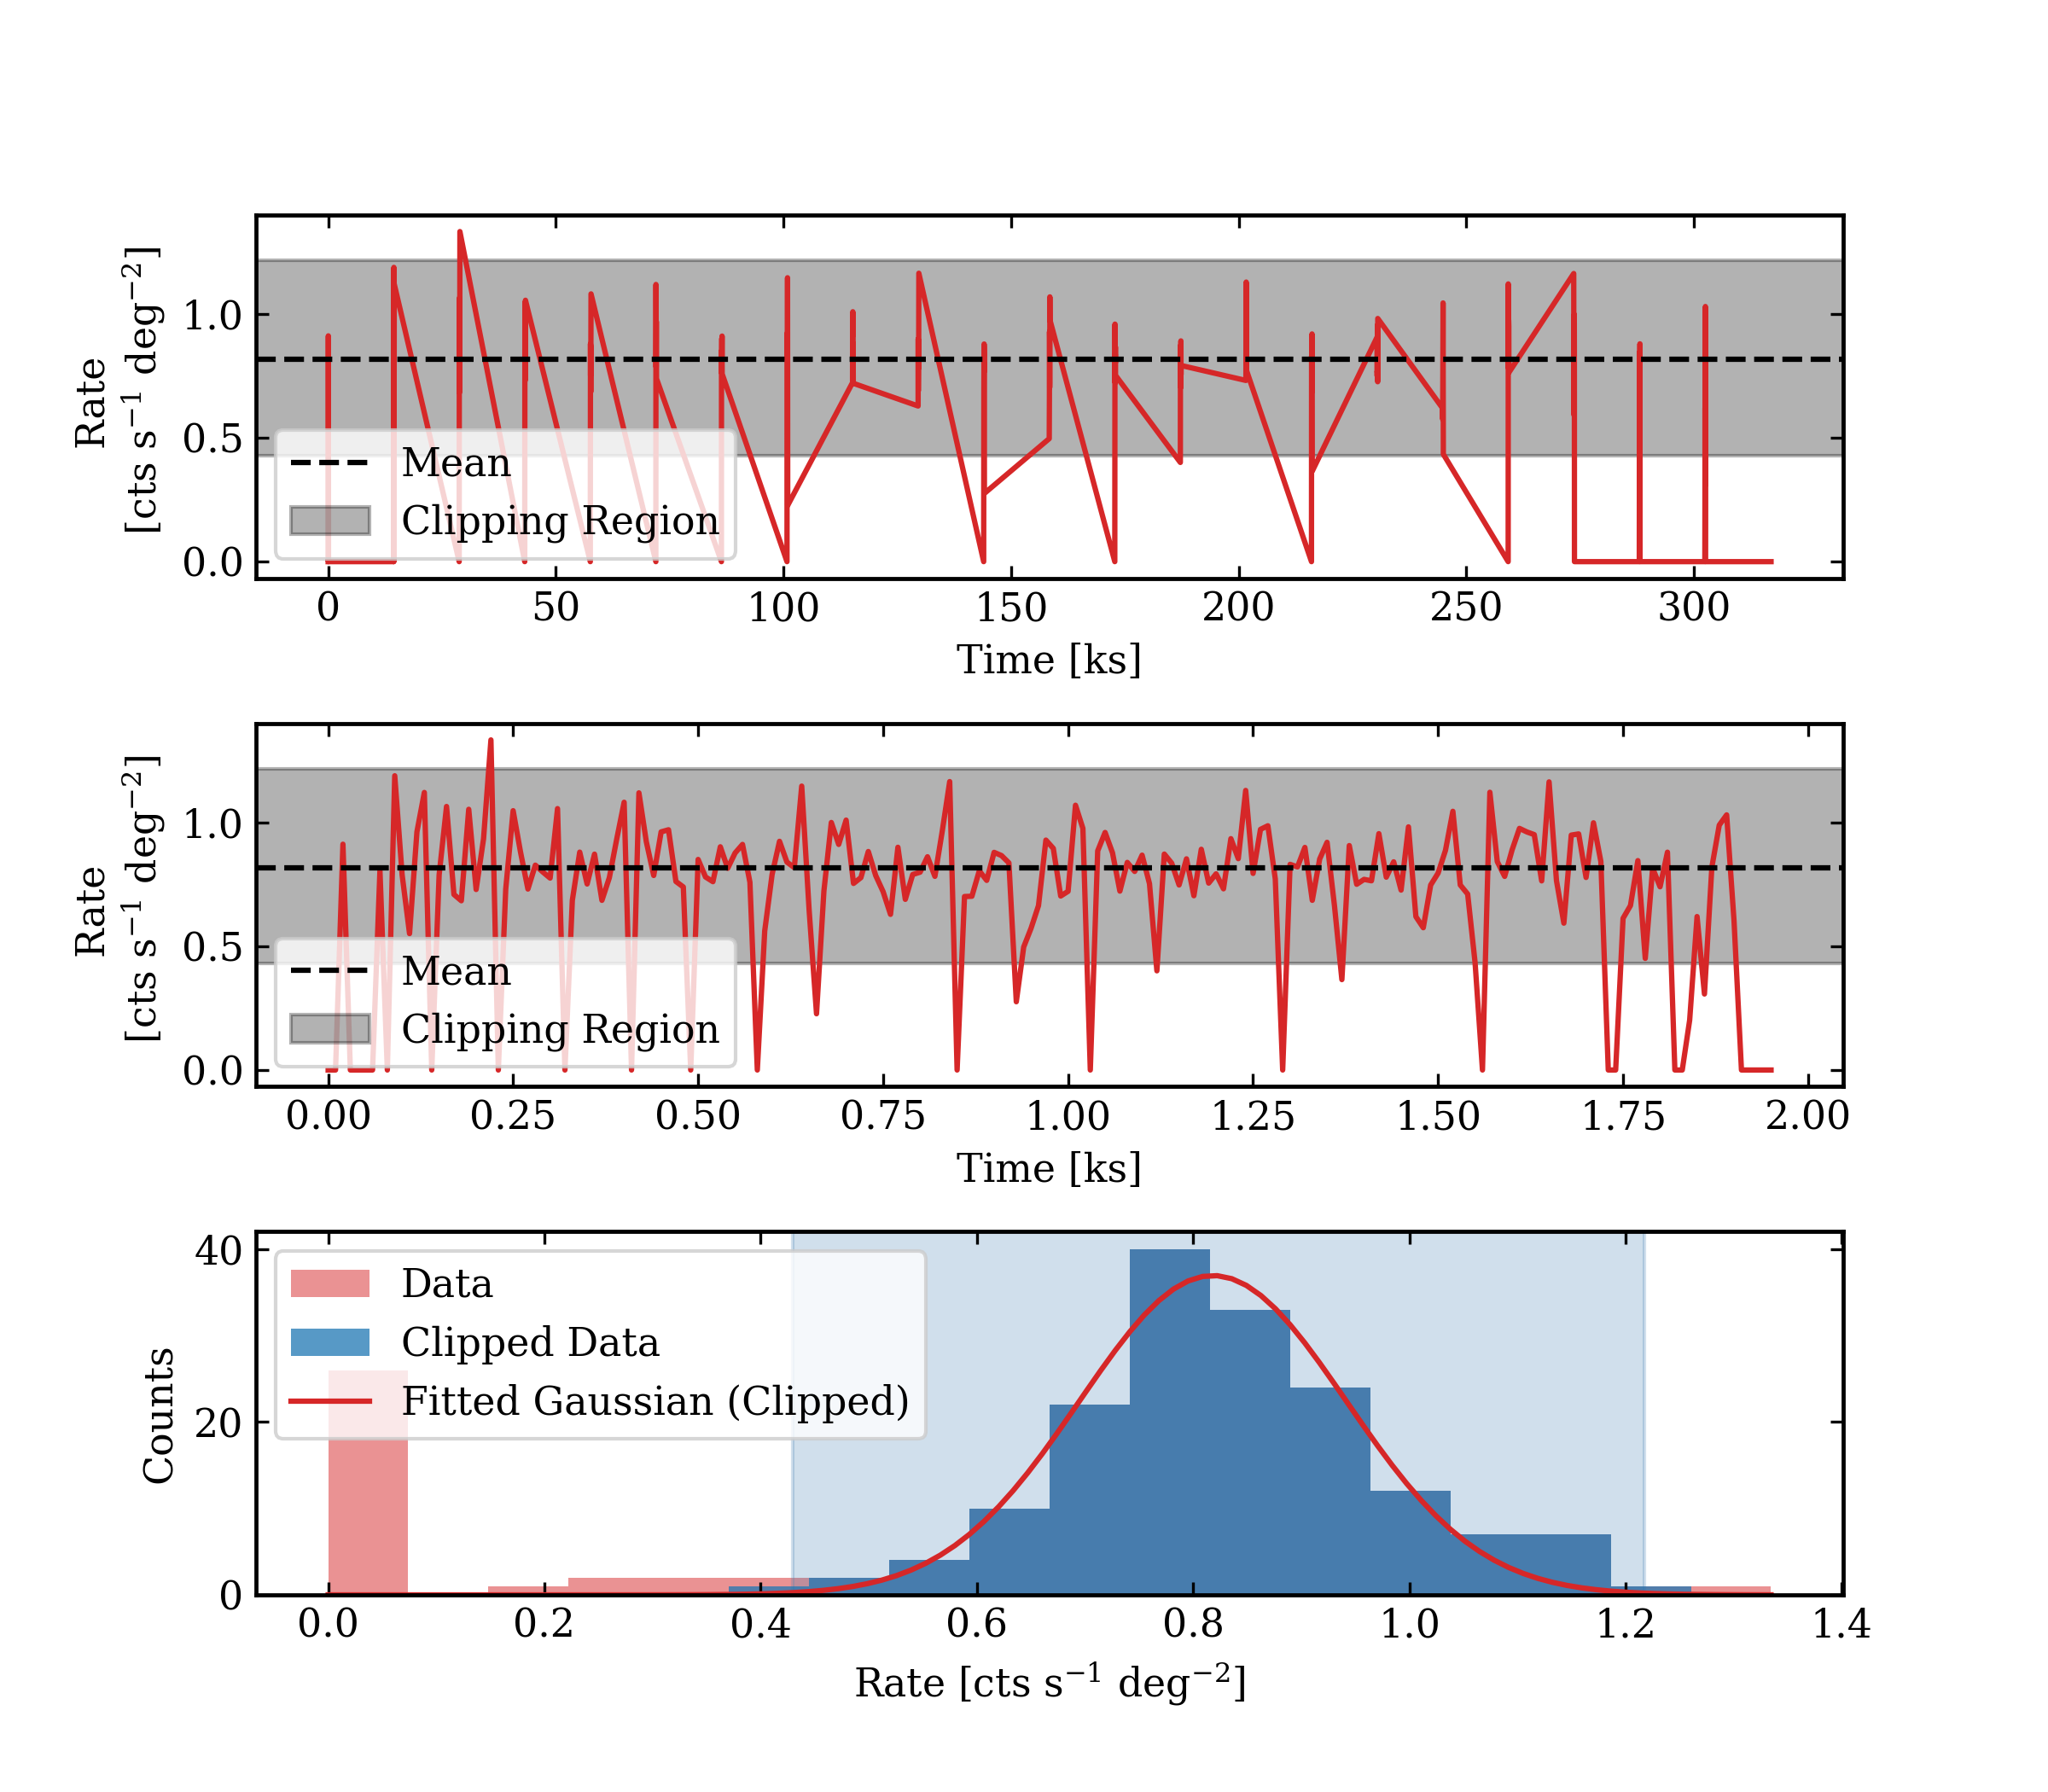 Rate
[cts s⁻¹ deg⁻²]
1.0
0.5
0.0
Mean
Clipping Region
0 50 100 150 200 250 300
Time [ks]
Rate
[cts s⁻¹ deg⁻²]
1.0
0.5
0.0
Mean
Clipping Region
0.00 0.25 0.50 0.75 1.00 1.25 1.50 1.75 2.00
Time [ks]
Counts
40
20
0
Data
Clipped Data
Fitted Gaussian (Clipped)
0.0 0.2 0.4 0.6 0.8 1.0 1.2 1.4
Rate [cts s⁻¹ deg⁻²]